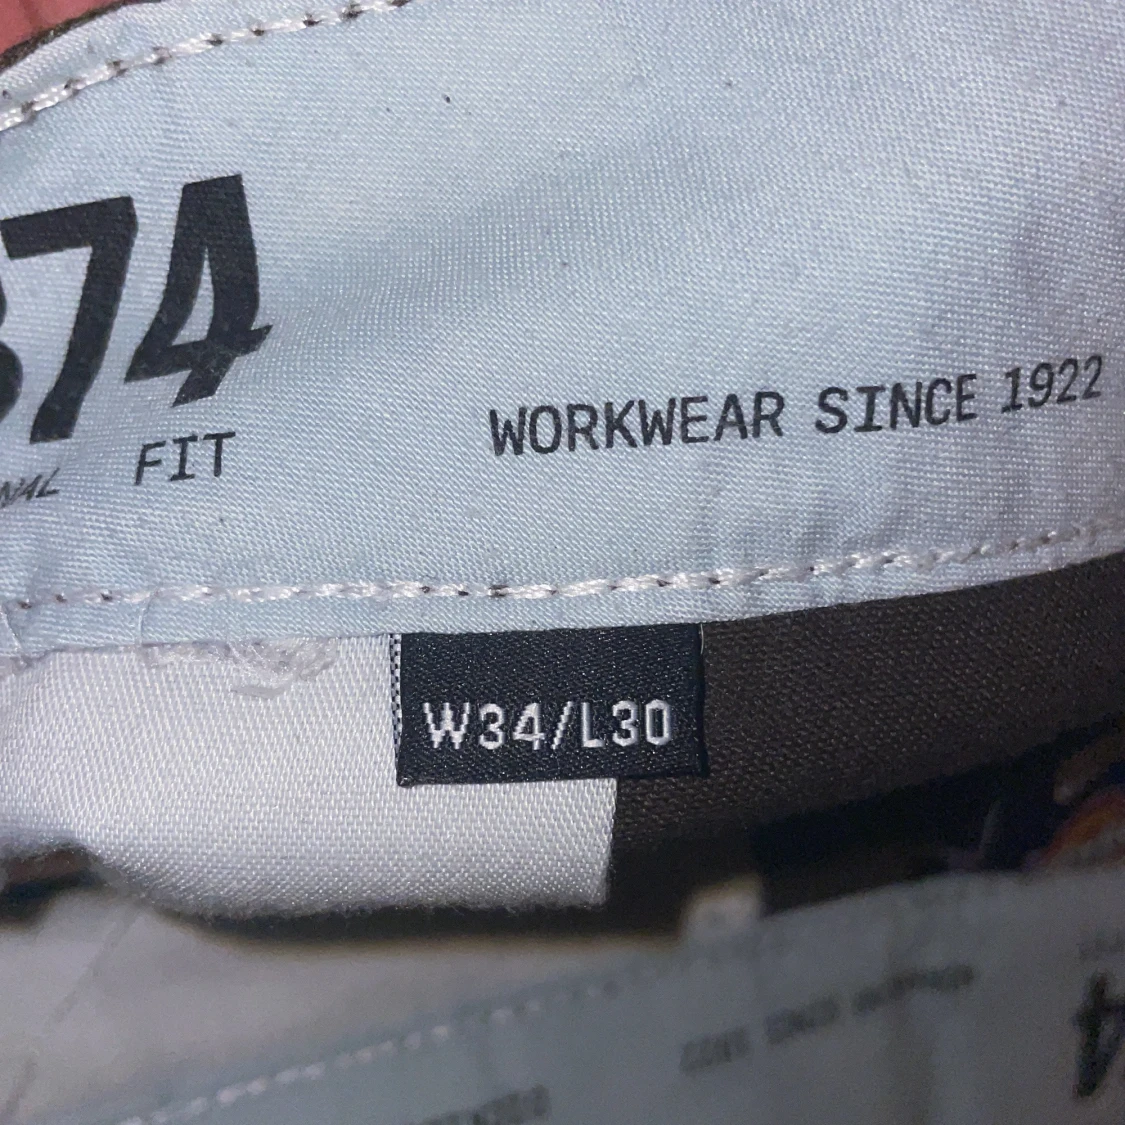 874
FIT
WORKWEAR SINCE 1922
W34/L30